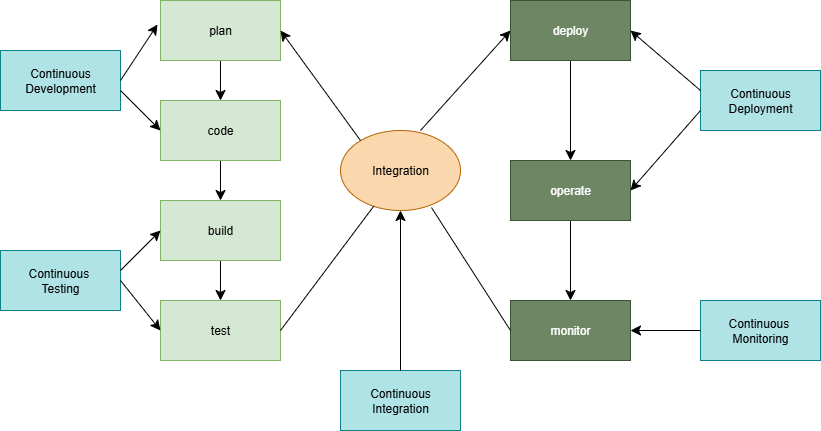 plan
deploy
Continuous
Development
Continuous
Deployment
code
Integration
operate
build
Continuous
Testing
test
monitor
Continuous
Monitoring
Continuous
Integration